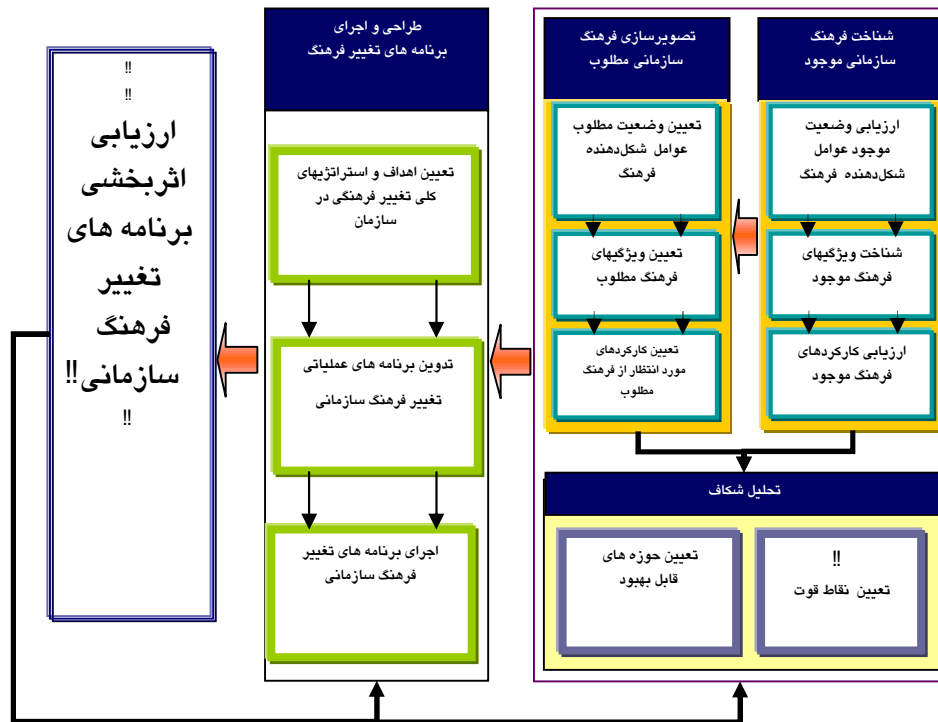 شناخت فرهنگ
سازمانی موجود
ارزیابی وضعیت
موجود عوامل
شکل‌دهنده فرهنگ
شناخت ویژگیهای
فرهنگ موجود
ارزیابی کارکردهای
فرهنگ موجود
تصویرسازی فرهنگ
سازمانی مطلوب
تعیین وضعیت مطلوب
عوامل شکل‌دهنده
فرهنگ
تعیین ویژگیهای
فرهنگ مطلوب
تعیین کارکردهای
مورد انتظار از فرهنگ
مطلوب
تحلیل شکاف
!!
تعیین نقاط قوت
تعیین حوزه های
قابل بهبود
طراحی و اجرای
برنامه های تغییر فرهنگ
تعیین اهداف و استراتژیهای
کلی تغییر فرهنگی در
سازمان
تدوین برنامه های عملیاتی
تغییر فرهنگ سازمانی
اجرای برنامه های تغییر
فرهنگ سازمانی
!!
!!
ارزیابی
اثربخشی
برنامه های
تغییر
فرهنگ
سازمانی!!
!!